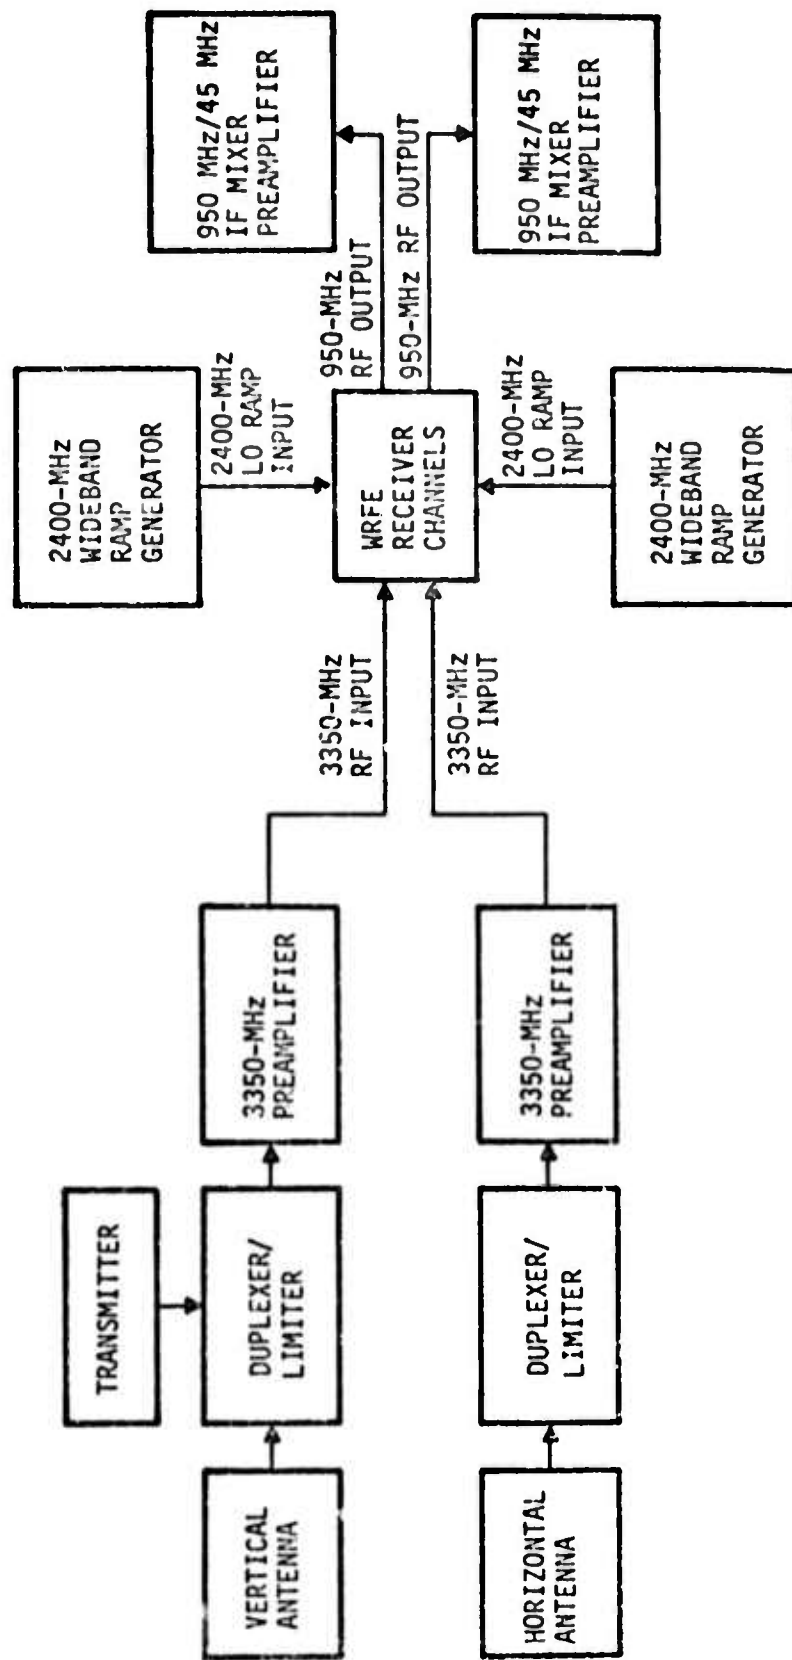 TRANSMITTER
VERTICAL
ANTENNA
DUPLEXER/
LIMITER
3350-MHz
PREAMPLIFIER
3350-MHz
RF INPUT
HORIZONTAL
ANTENNA
DUPLEXER/
LIMITER
3350-MHz
PREAMPLIFIER
3350-MHz
RF INPUT
2400-MHz
WIDEBAND
RAMP
GENERATOR
2400-MHz
LO RAMP
INPUT
WRFE
RECEIVER
CHANNELS
2400-MHz
LO RAMP
INPUT
2400-MHz
WIDEBAND
RAMP
GENERATOR
950-MHz
RF OUTPUT
950-MHz RF OUTPUT
950 MHz/45 MHz
IF MIXER
PREAMPLIFIER
950 MHz/45 MHz
IF MIXER
PREAMPLIFIER